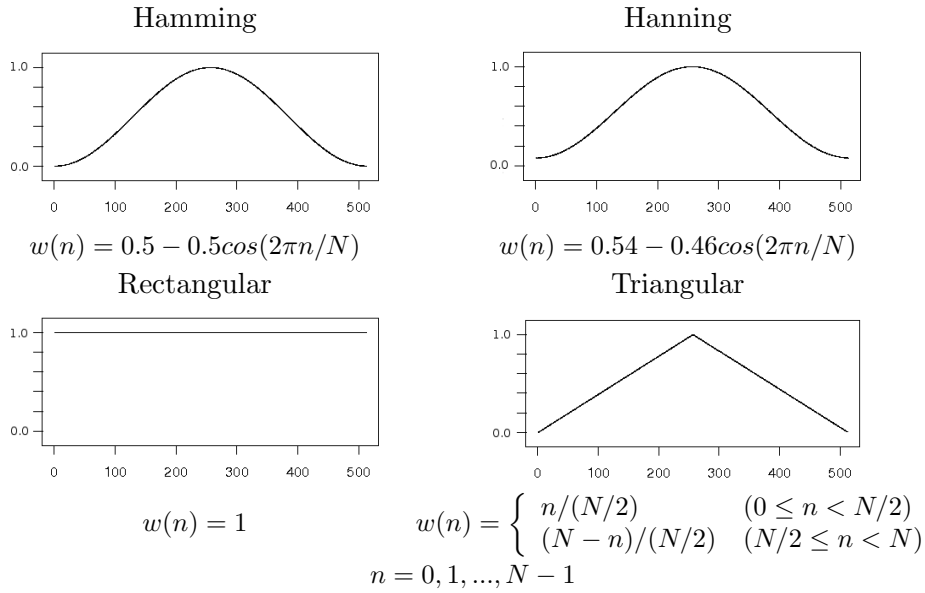 Hamming
Hanning
1.0
0.0
0 100 200 300 400 500
1.0
0.0
0 100 200 300 400 500
w(n) = 0.5 − 0.5cos(2πn/N)
w(n) = 0.54 − 0.46cos(2πn/N)
Rectangular
Triangular
1.0
0.0
0 100 200 300 400 500
1.0
0.0
0 100 200 300 400 500
w(n) = 1
w(n) = { n/(N/2) (0 ≤ n < N/2)
(N − n)/(N/2) (N/2 ≤ n < N)
n = 0, 1, ..., N − 1